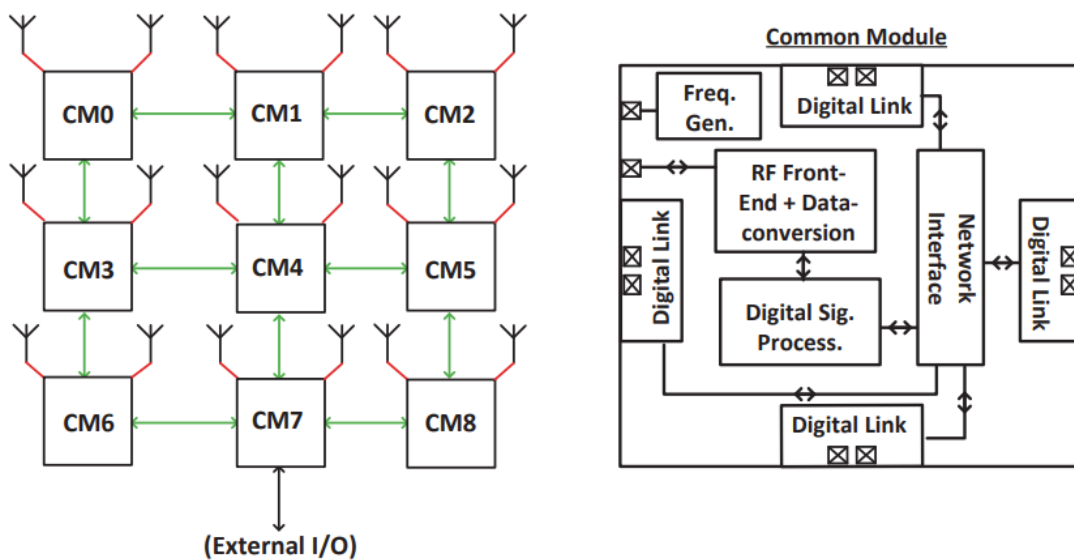 CM0
CM1
CM2
CM3
CM4
CM5
CM6
CM7
CM8
(External I/O)
Common Module
Freq.
Gen.
Digital Link
RF Front-
End + Data-
conversion
Digital Link
Network
Interface
Digital Link
Digital Sig.
Process.
Digital Link